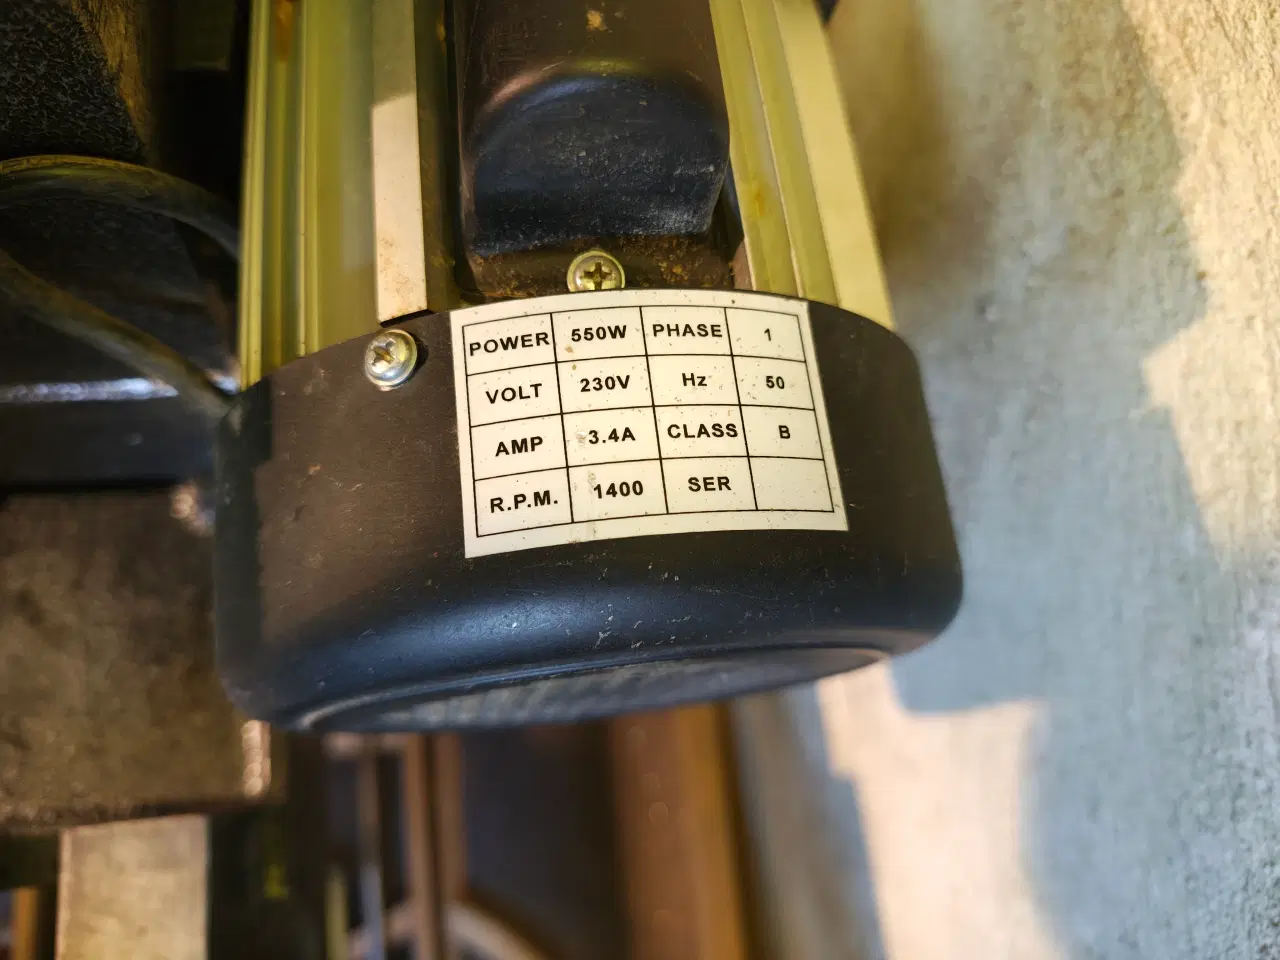 POWER 550W PHASE 1
VOLT 230V Hz 50
AMP 3.4A CLASS B
R.P.M. 1400 SER